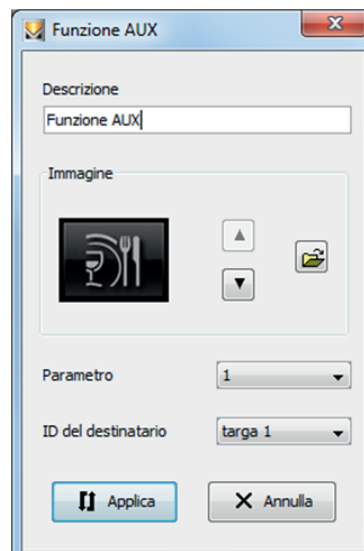 Funzione AUX
Descrizione
Funzione AUX
Immagine
Parametro 1
ID del destinatario targa 1
Applica Annulla